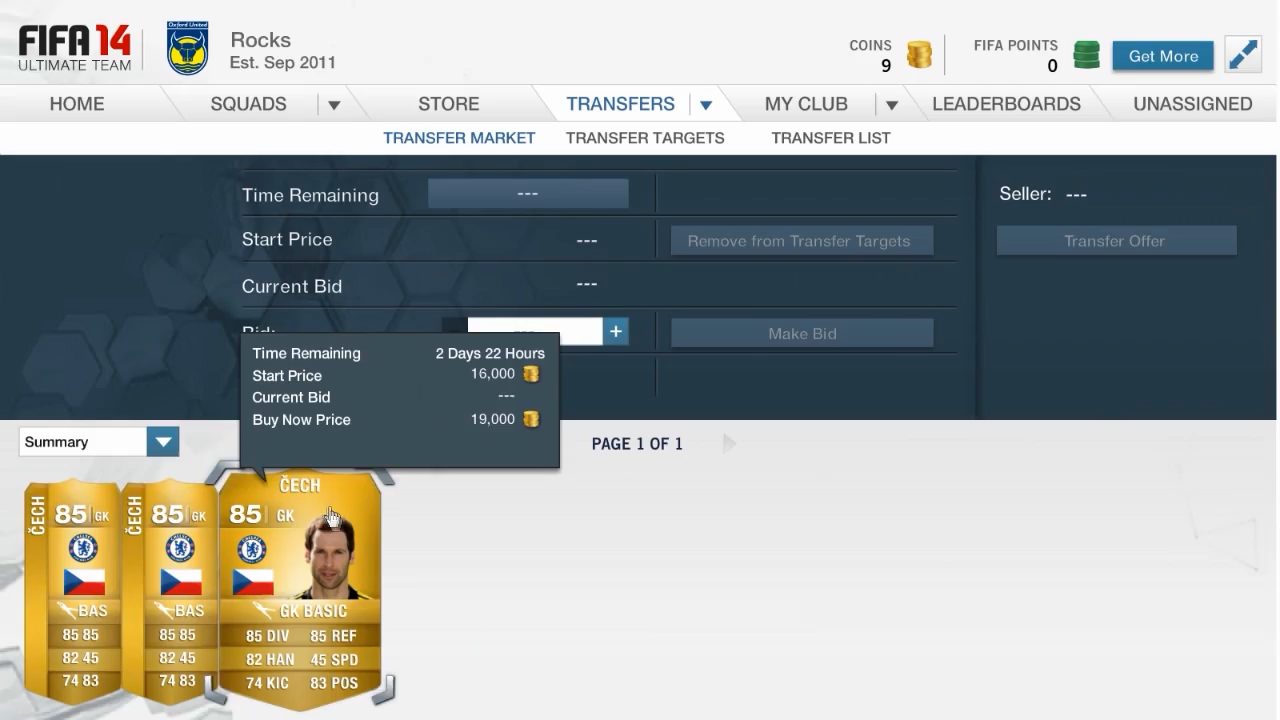 FIFA 14
ULTIMATE TEAM
Oxford United
Rocks
Est. Sep 2011
COINS
9
FIFA POINTS
0
Get More
HOME
SQUADS
STORE
TRANSFERS
MY CLUB
LEADERBOARDS
UNASSIGNED
TRANSFER MARKET
TRANSFER TARGETS
TRANSFER LIST
Time Remaining ---
Start Price ---
Remove from Transfer Targets
Current Bid ---
Bid:
+
Make Bid
Seller: ---
Transfer Offer
Time Remaining 2 Days 22 Hours
Start Price 16,000
Current Bid ---
Buy Now Price 19,000
Summary
PAGE 1 OF 1
ČECH
85 GK
BAS
85 85
82 45
74 83
ČECH
85 GK
BAS
85 85
82 45
74 83
ČECH
85 GK
GK BASIC
85 DIV 85 REF
82 HAN 45 SPD
74 KIC 83 POS